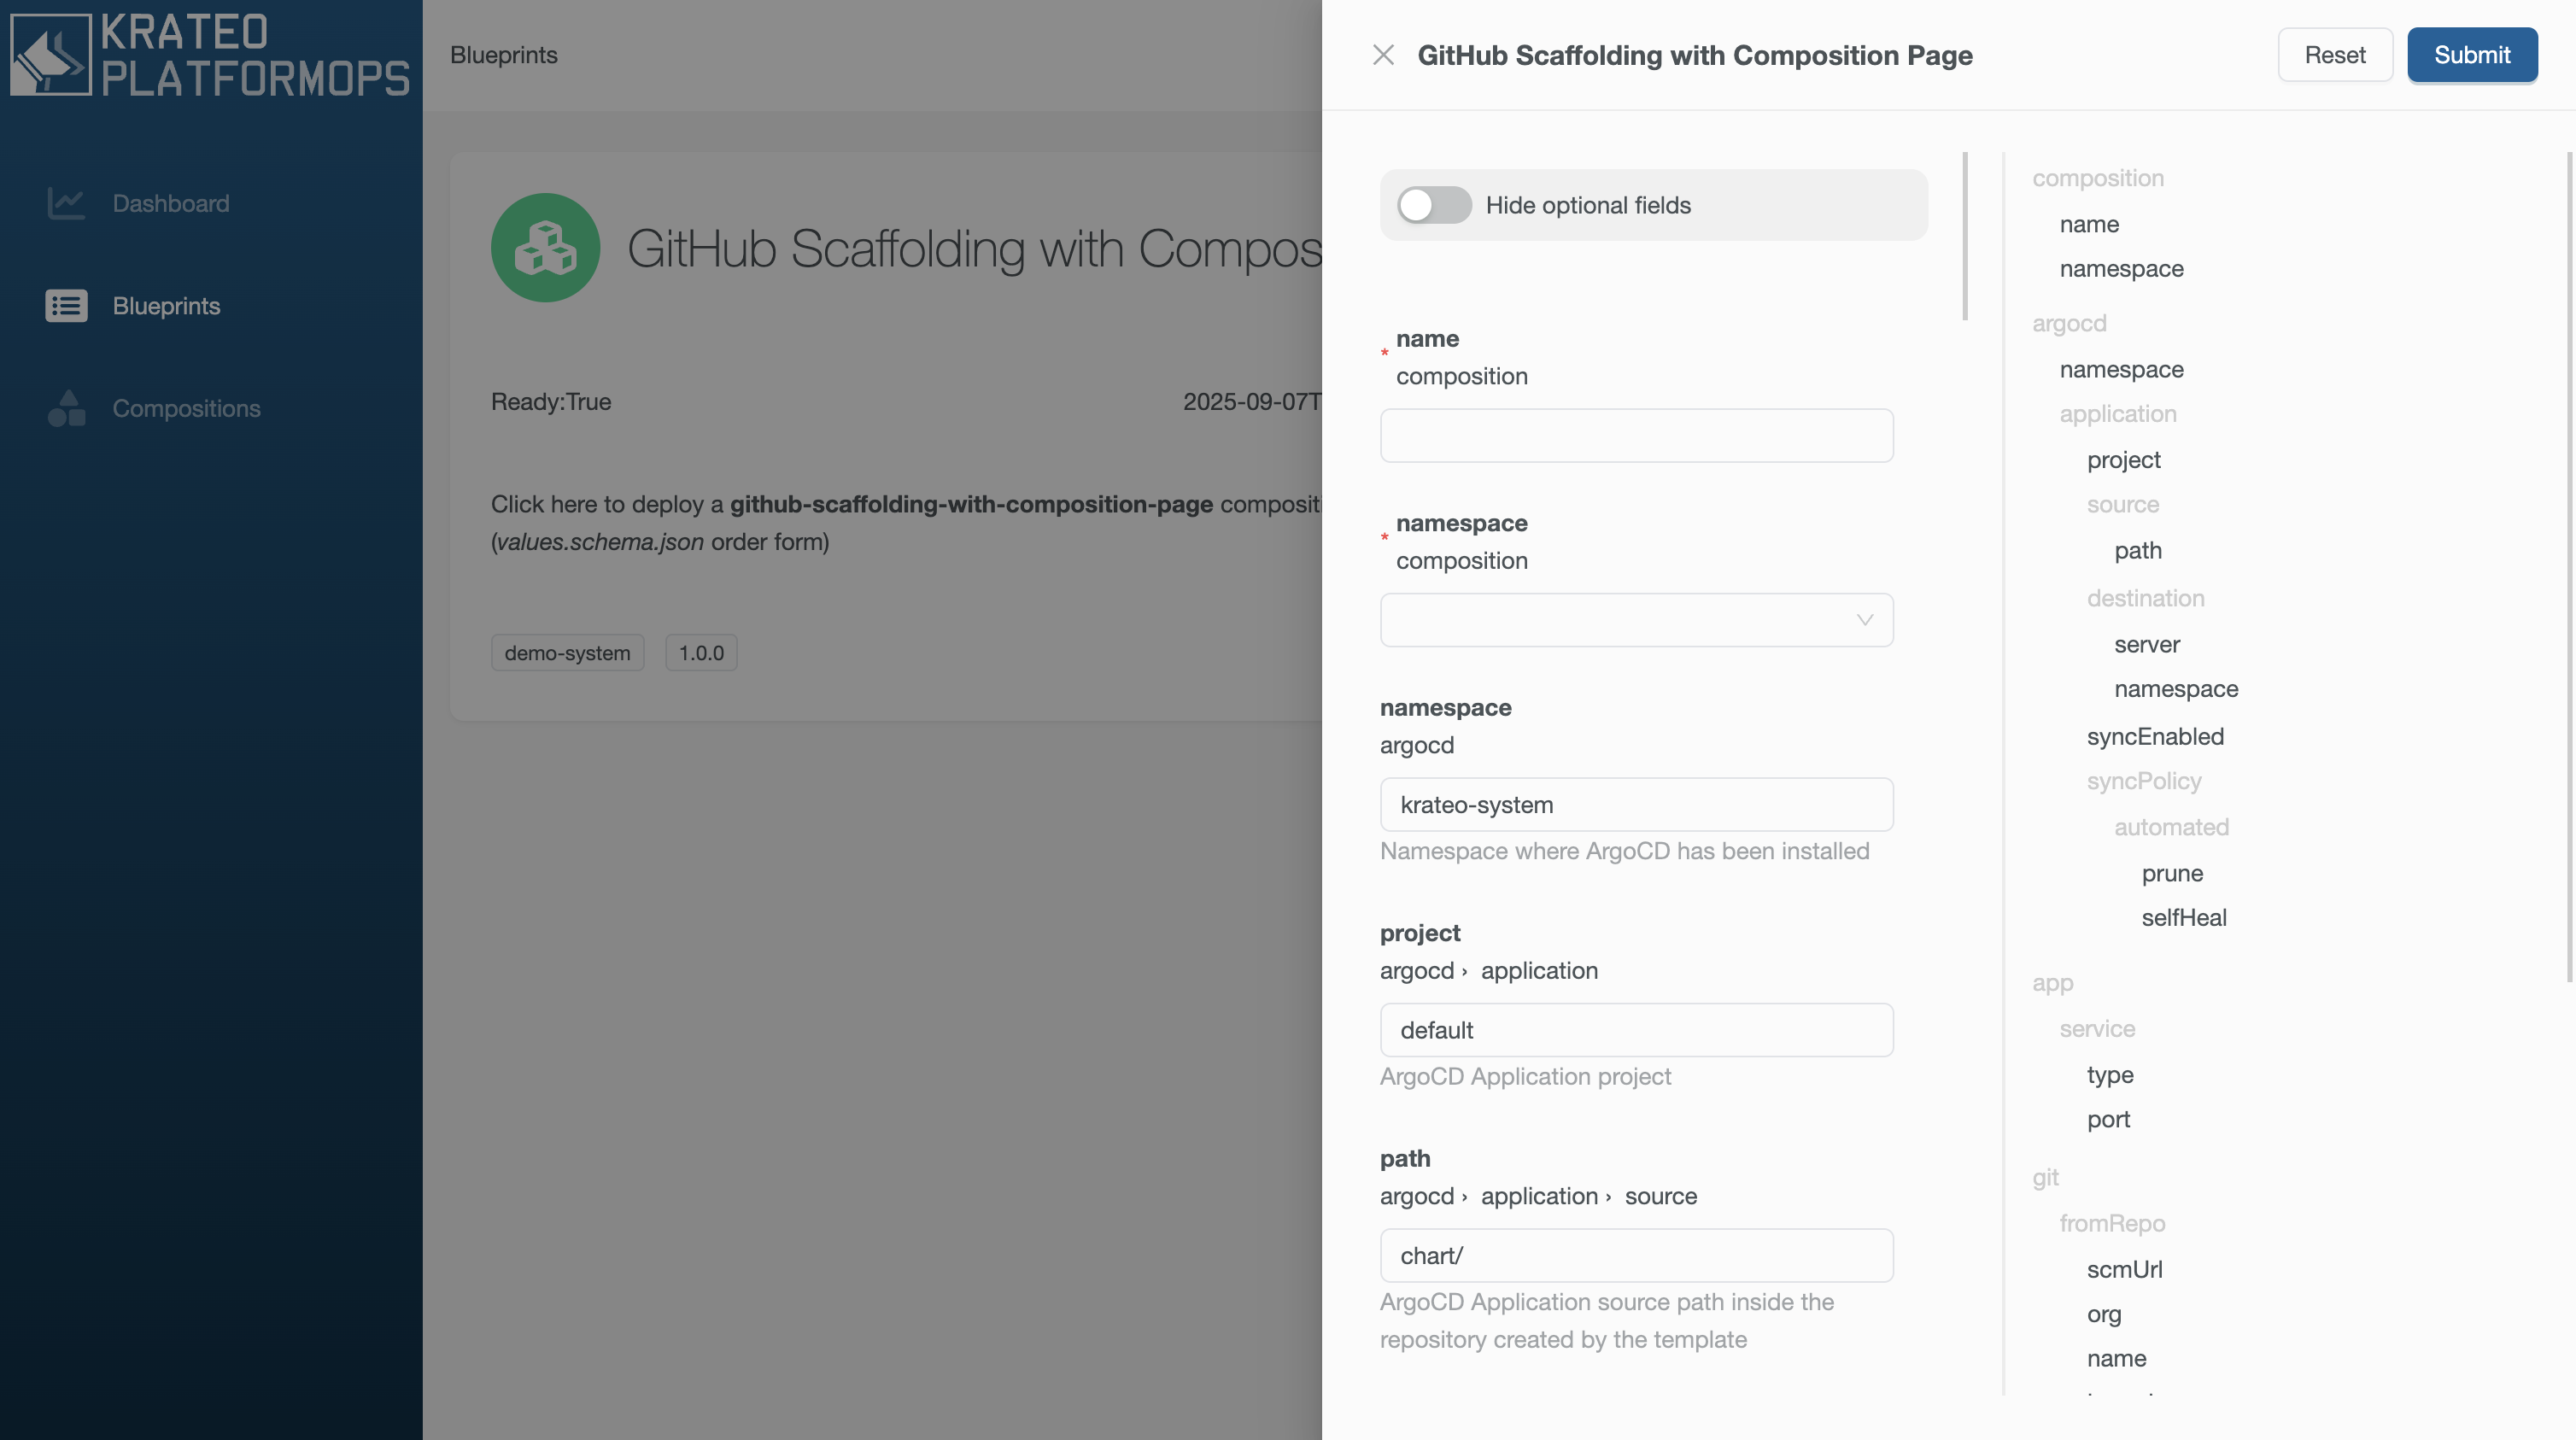 KRATEO
PLATFORMOPS
Dashboard
Blueprints
Compositions
Blueprints
GitHub Scaffolding with Compos
Ready:True
2025-09-07T
Click here to deploy a github-scaffolding-with-composition-page compositi
(values.schema.json order form)
demo-system
1.0.0
GitHub Scaffolding with Composition Page
Reset
Submit
Hide optional fields
* name
composition
* namespace
composition
namespace
argocd
krateo-system
Namespace where ArgoCD has been installed
project
argocd › application
default
ArgoCD Application project
path
argocd › application › source
chart/
ArgoCD Application source path inside the
repository created by the template
composition
name
namespace
argocd
namespace
application
project
source
path
destination
server
namespace
syncEnabled
syncPolicy
automated
prune
selfHeal
app
service
type
port
git
fromRepo
scmUrl
org
name